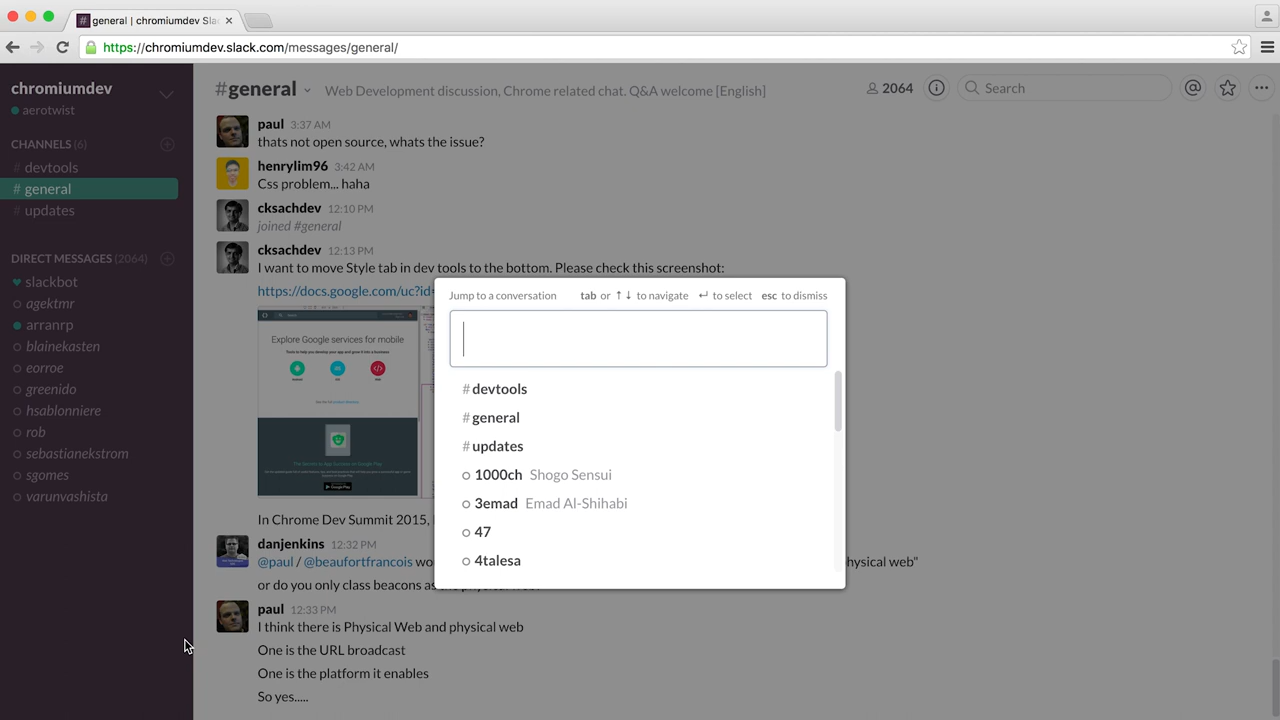 general | chromiumdev Sla
https://chromiumdev.slack.com/messages/general/
chromiumdev
aerotwist
CHANNELS (6)
# devtools
# general
# updates
DIRECT MESSAGES (2064)
slackbot
agektmr
arranrp
blainekasten
eorroe
greenido
hsablonniere
rob
sebastianekstrom
sgomes
varunvashista
#general
Web Development discussion, Chrome related chat. Q&A welcome [English]
2064
Search
paul 3:37 AM
thats not open source, whats the issue?
henrylim96 3:42 AM
Css problem... haha
cksachdev 12:10 PM
joined #general
cksachdev 12:13 PM
I want to move Style tab in dev tools to the bottom. Please check this screenshot:
https://docs.google.com/uc?id=
Explore Google services for mobile
In Chrome Dev Summit 2015,
danjenkins 12:32 PM
@paul / @beaufortfrancois wo
hysical web"
or do you only class beacons as
paul 12:33 PM
I think there is Physical Web and physical web
One is the URL broadcast
One is the platform it enables
So yes.....
Jump to a conversation tab or ↑ ↓ to navigate ↵ to select esc to dismiss
#devtools
#general
#updates
1000ch Shogo Sensui
3emad Emad Al-Shihabi
47
4talesa